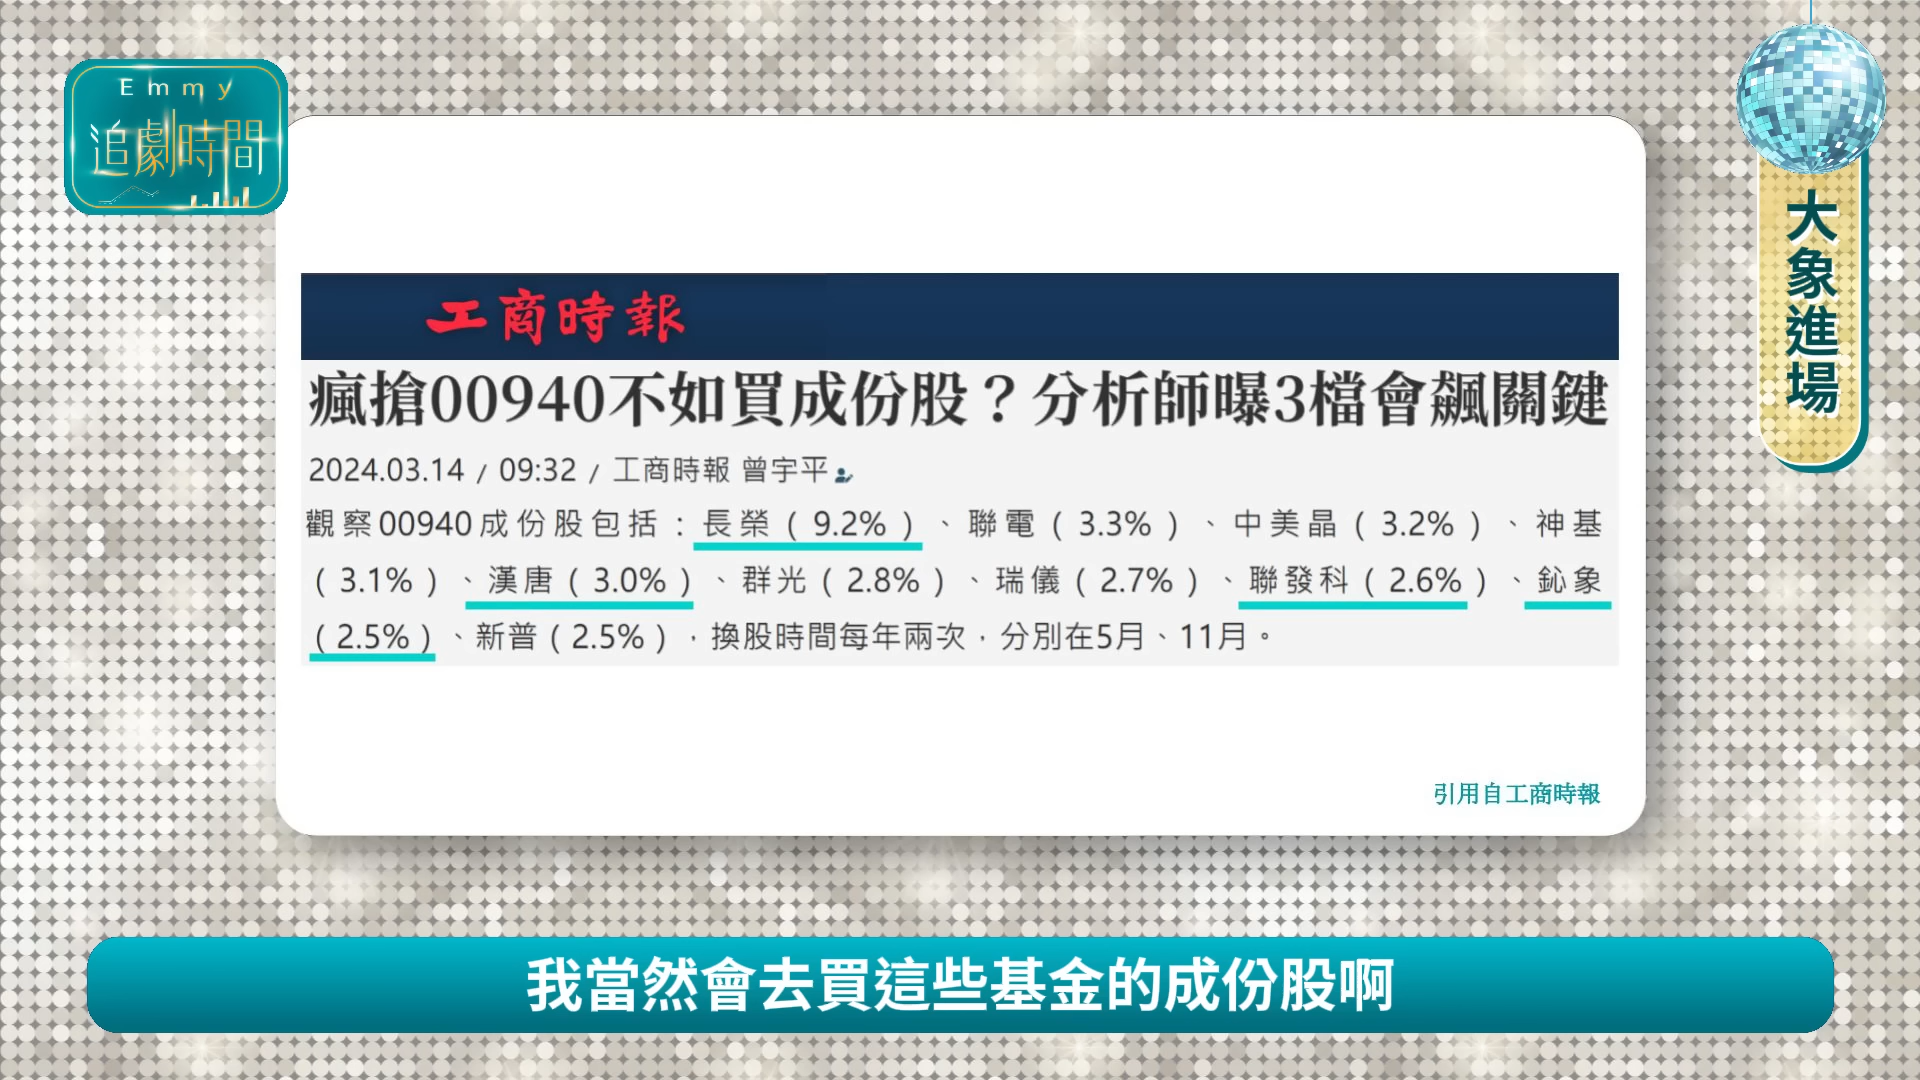 Emmy
追劇時間
大象進場
工商時報
瘋搶00940不如買成份股？分析師曝3檔會飆關鍵
2024.03.14 / 09:32 / 工商時報 曾宇平
觀察00940成份股包括：長榮（9.2%）、聯電（3.3%）、中美晶（3.2%）、神基
（3.1%）、漢唐（3.0%）、群光（2.8%）、瑞儀（2.7%）、聯發科（2.6%）、鈊象
（2.5%）、新普（2.5%），換股時間每年兩次，分別在5月、11月。
引用自工商時報
我當然會去買這些基金的成份股啊